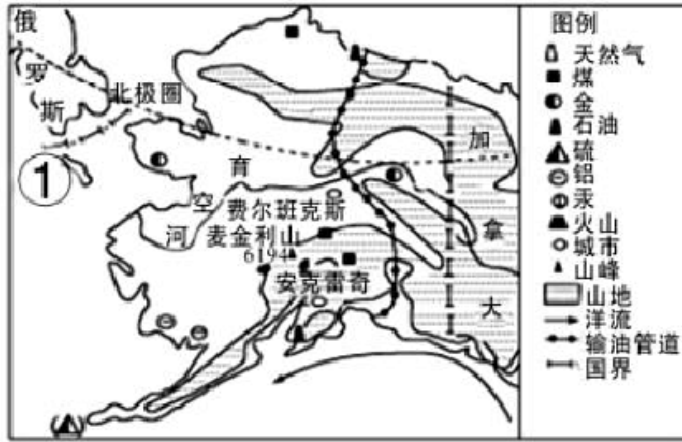 俄
罗
斯
北极圈
①
育
空
河
费尔班克斯
麦金利山
6194
安克雷奇
加
拿
大
图例
天然气
煤
金
石油
硫
铝
汞
火山
城市
山峰
山地
洋流
输油管道
国界